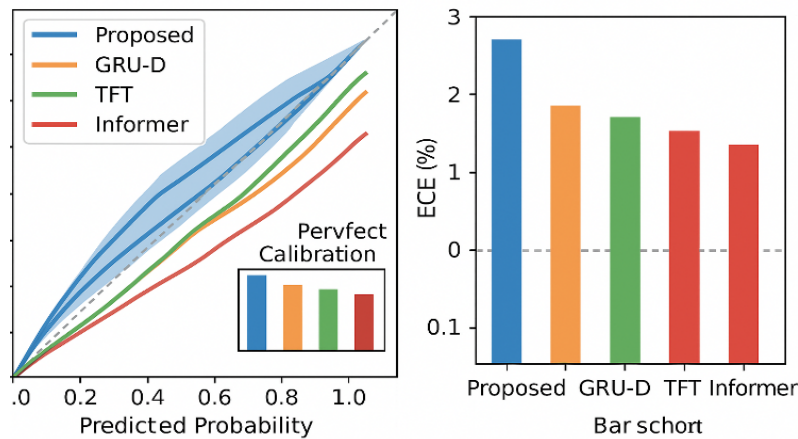 Proposed
GRU-D
TFT
Informer
Pervfect
Calibration
.0 0.2 0.4 0.6 0.8 1.0
Predicted Probability
3
2
1
0
0.1
ECE (%)
Proposed GRU-D TFT Informer
Bar schort